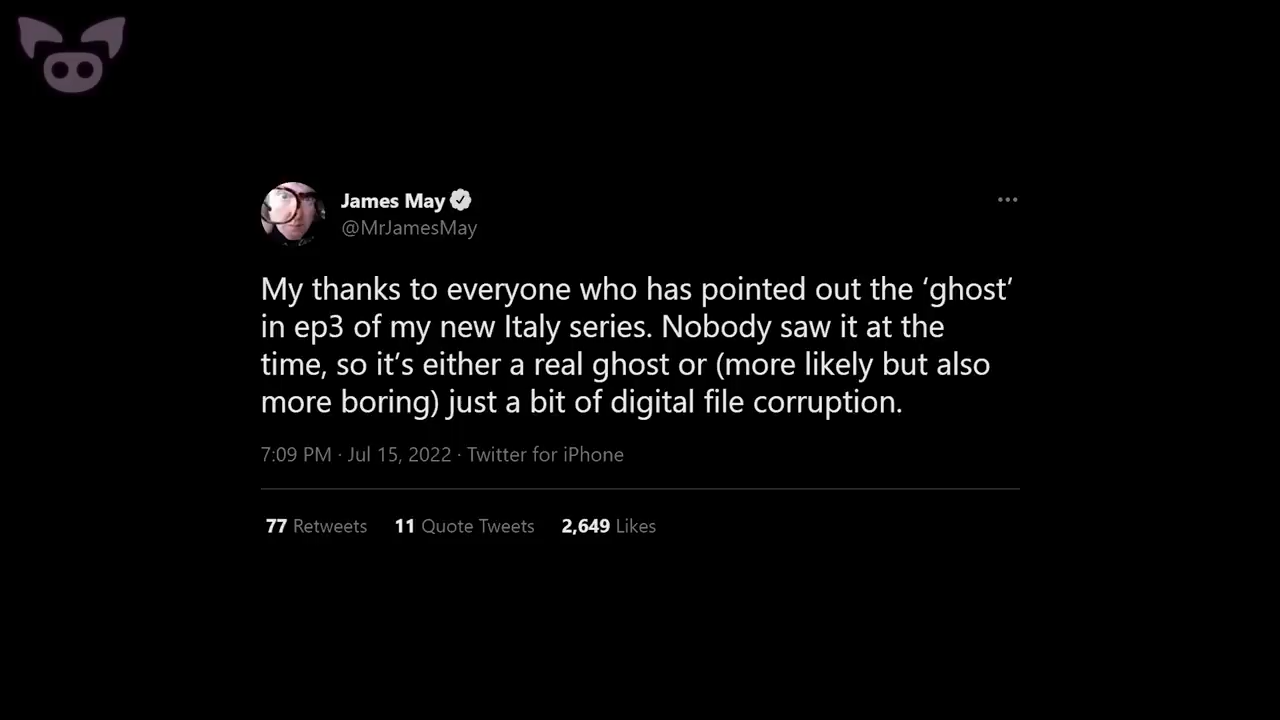 James May
@MrJamesMay
My thanks to everyone who has pointed out the ‘ghost’
in ep3 of my new Italy series. Nobody saw it at the
time, so it’s either a real ghost or (more likely but also
more boring) just a bit of digital file corruption.
7:09 PM · Jul 15, 2022 · Twitter for iPhone
77 Retweets 11 Quote Tweets 2,649 Likes